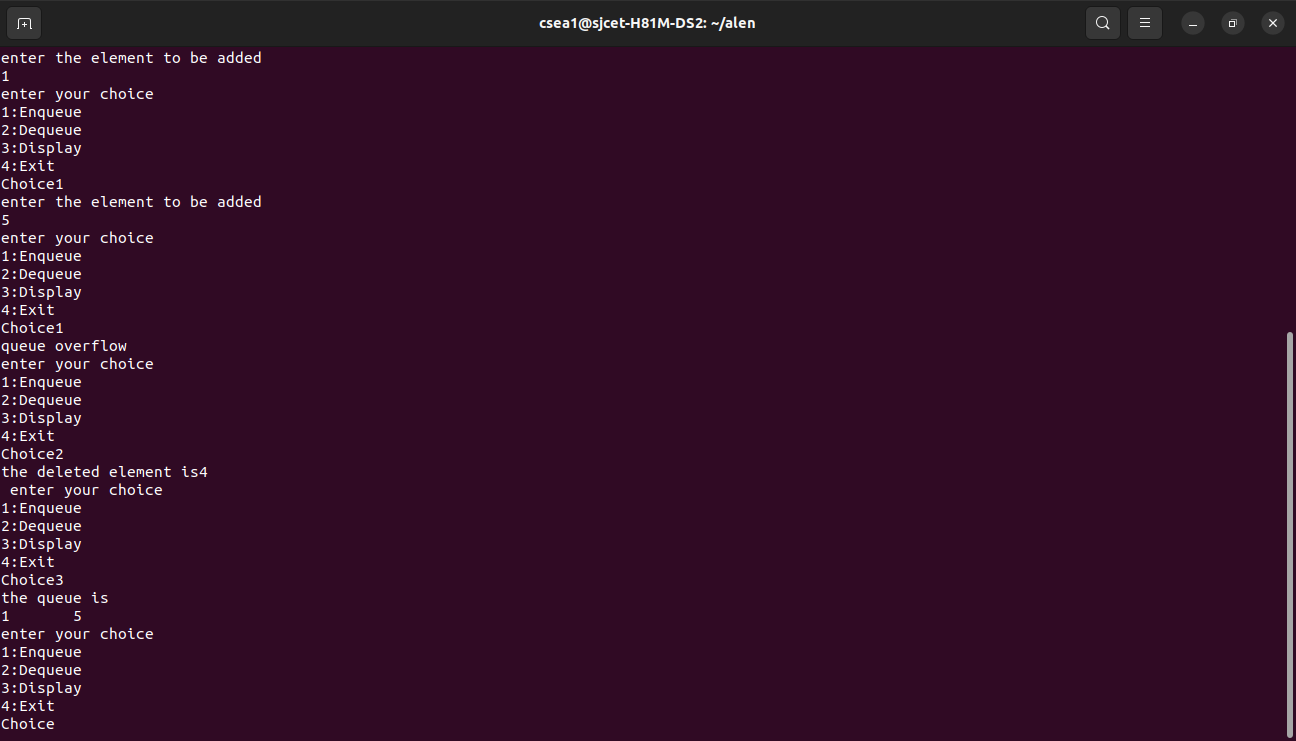 csea1@sjcet-H81M-DS2: ~/alen
enter the element to be added
1
enter your choice
1:Enqueue
2:Dequeue
3:Display
4:Exit
Choice1
enter the element to be added
5
enter your choice
1:Enqueue
2:Dequeue
3:Display
4:Exit
Choice1
queue overflow
enter your choice
1:Enqueue
2:Dequeue
3:Display
4:Exit
Choice2
the deleted element is4
 enter your choice
1:Enqueue
2:Dequeue
3:Display
4:Exit
Choice3
the queue is
1       5
enter your choice
1:Enqueue
2:Dequeue
3:Display
4:Exit
Choice